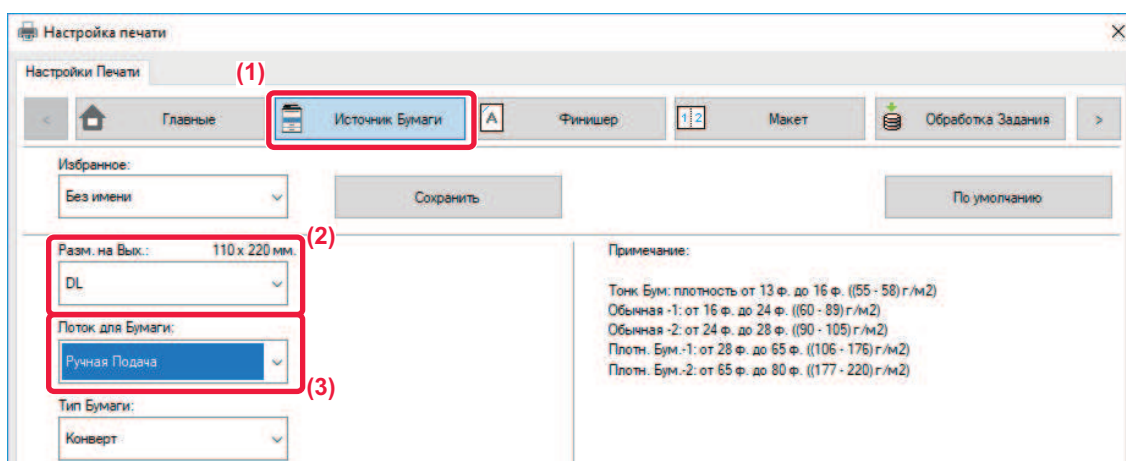 Настройка печати
Настройки Печати
(1)
< Главные Источник Бумаги A Финишер 1 2 Макет Обработка Задания >
Избранное:
Без имени Сохранить По умолчанию
(2)
Разм. на Вых.: 110 x 220 мм.
DL
Поток для Бумаги:
Ручная Подача
(3)
Тип Бумаги:
Конверт
Примечание:
Тонк Бум: плотность от 13 ф. до 16 ф. ((55 - 58) г/м2)
Обычная -1: от 16 ф. до 24 ф. ((60 - 89) г/м2)
Обычная -2: от 24 ф. до 28 ф. ((90 - 105) г/м2)
Плотн. Бум.-1: от 28 ф. до 65 ф. ((106 - 176) г/м2)
Плотн. Бум.-2: от 65 ф. до 80 ф. ((177 - 220) г/м2)